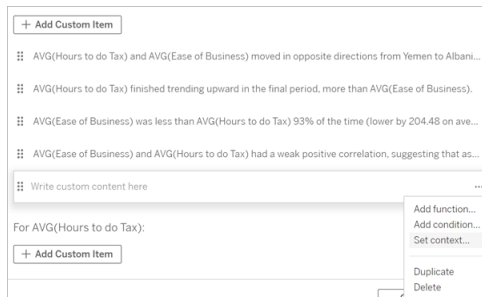 + Add Custom Item
AVG(Hours to do Tax) and AVG(Ease of Business) moved in opposite directions from Yemen to Albani...
AVG(Hours to do Tax) finished trending upward in the final period, more than AVG(Ease of Business).
AVG(Ease of Business) was less than AVG(Hours to do Tax) 93% of the time (lower by 204.48 on ave...
AVG(Ease of Business) and AVG(Hours to do Tax) had a weak positive correlation, suggesting that as...
Write custom content here
...
Add function...
Add condition...
Set context...
Duplicate
Delete
For AVG(Hours to do Tax):
+ Add Custom Item